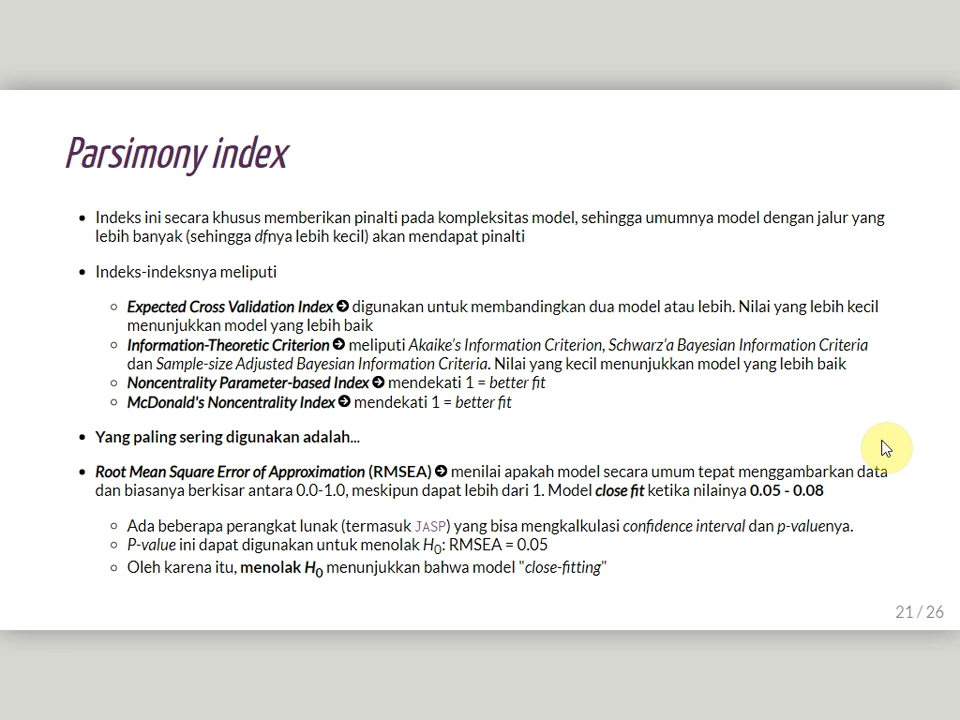 Parsimony index
• Indeks ini secara khusus memberikan pinalti pada kompleksitas model, sehingga umumnya model dengan jalur yang
lebih banyak (sehingga dfnya lebih kecil) akan mendapat pinalti
• Indeks-indeksnya meliputi
◦ Expected Cross Validation Index ➔ digunakan untuk membandingkan dua model atau lebih. Nilai yang lebih kecil
menunjukkan model yang lebih baik
◦ Information-Theoretic Criterion ➔ meliputi Akaike's Information Criterion, Schwarz'a Bayesian Information Criteria
dan Sample-size Adjusted Bayesian Information Criteria. Nilai yang kecil menunjukkan model yang lebih baik
◦ Noncentrality Parameter-based Index ➔ mendekati 1 = better fit
◦ McDonald's Noncentrality Index ➔ mendekati 1 = better fit
• Yang paling sering digunakan adalah...
• Root Mean Square Error of Approximation (RMSEA) ➔ menilai apakah model secara umum tepat menggambarkan data
dan biasanya berkisar antara 0.0-1.0, meskipun dapat lebih dari 1. Model close fit ketika nilainya 0.05 - 0.08
◦ Ada beberapa perangkat lunak (termasuk JASP) yang bisa mengkalkulasi confidence interval dan p-valuenya.
◦ P-value ini dapat digunakan untuk menolak H0: RMSEA = 0.05
◦ Oleh karena itu, menolak H0 menunjukkan bahwa model "close-fitting"
21 / 26